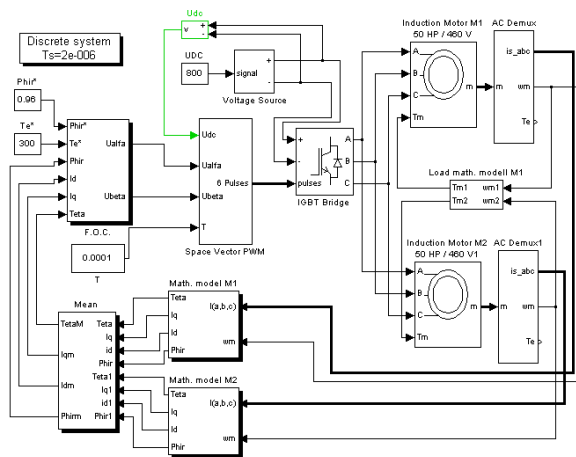 Discrete system
Ts=2e-006
Udc
v
+
-
UDC
800
signal
+
-
Voltage Source
Phir*
0.96
Te*
300
Phir*
Te*
Phir
Id
Iq
Teta
Ualfa
Ubeta
F.O.C.
0.0001
T
Udc
Ualfa
Ubeta
T
6 Pulses
Space Vector PWM
+
-
pulses
A
B
C
IGBT Bridge
Induction Motor M1
50 HP / 460 V
A
B
C
Tm
m
AC Demux
m
is_abc
wm
Te
Load math. modell M1
Tm1
Tm2
wm1
wm2
Induction Motor M2
50 HP / 460 V1
A
B
C
Tm
m
AC Demux1
m
is_abc
wm
Te
Mean
TetaM
Iqm
Idm
Phirm
Teta
Iq
id
Phir
Teta1
Iq1
id1
Phir1
Math. model M1
Teta
Iq
Id
Phir
I(a,b,c)
wm
Math. model M2
Teta
Iq
Id
Phir
I(a,b,c)
wm